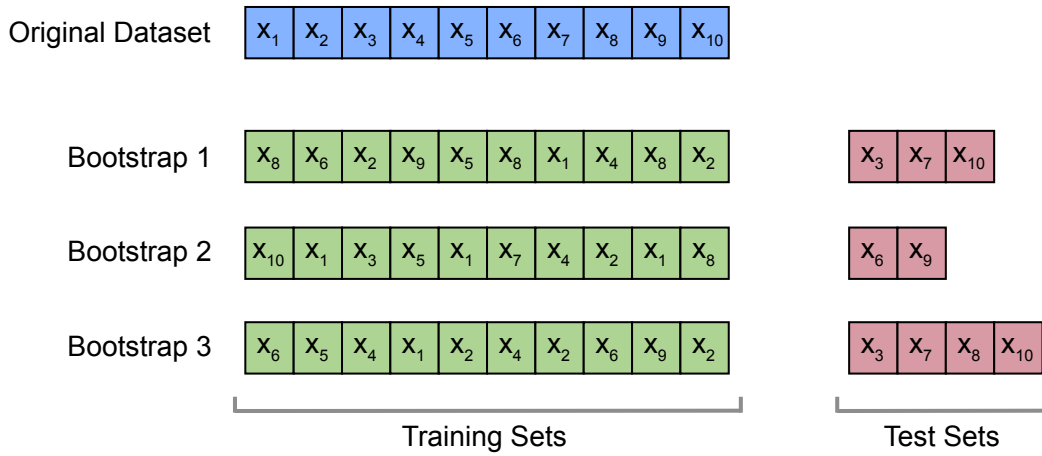 Original Dataset x₁ x₂ x₃ x₄ x₅ x₆ x₇ x₈ x₉ x₁₀
Bootstrap 1 x₈ x₆ x₂ x₉ x₅ x₈ x₁ x₄ x₈ x₂ x₃ x₇ x₁₀
Bootstrap 2 x₁₀ x₁ x₃ x₅ x₁ x₇ x₄ x₂ x₁ x₈ x₆ x₉
Bootstrap 3 x₆ x₅ x₄ x₁ x₂ x₄ x₂ x₆ x₉ x₂ x₃ x₇ x₈ x₁₀
Training Sets Test Sets